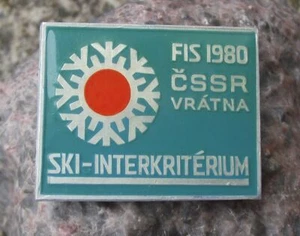 FIS 1980
ČSSR
VRÁTNA
SKI-INTERKRITÉRIUM